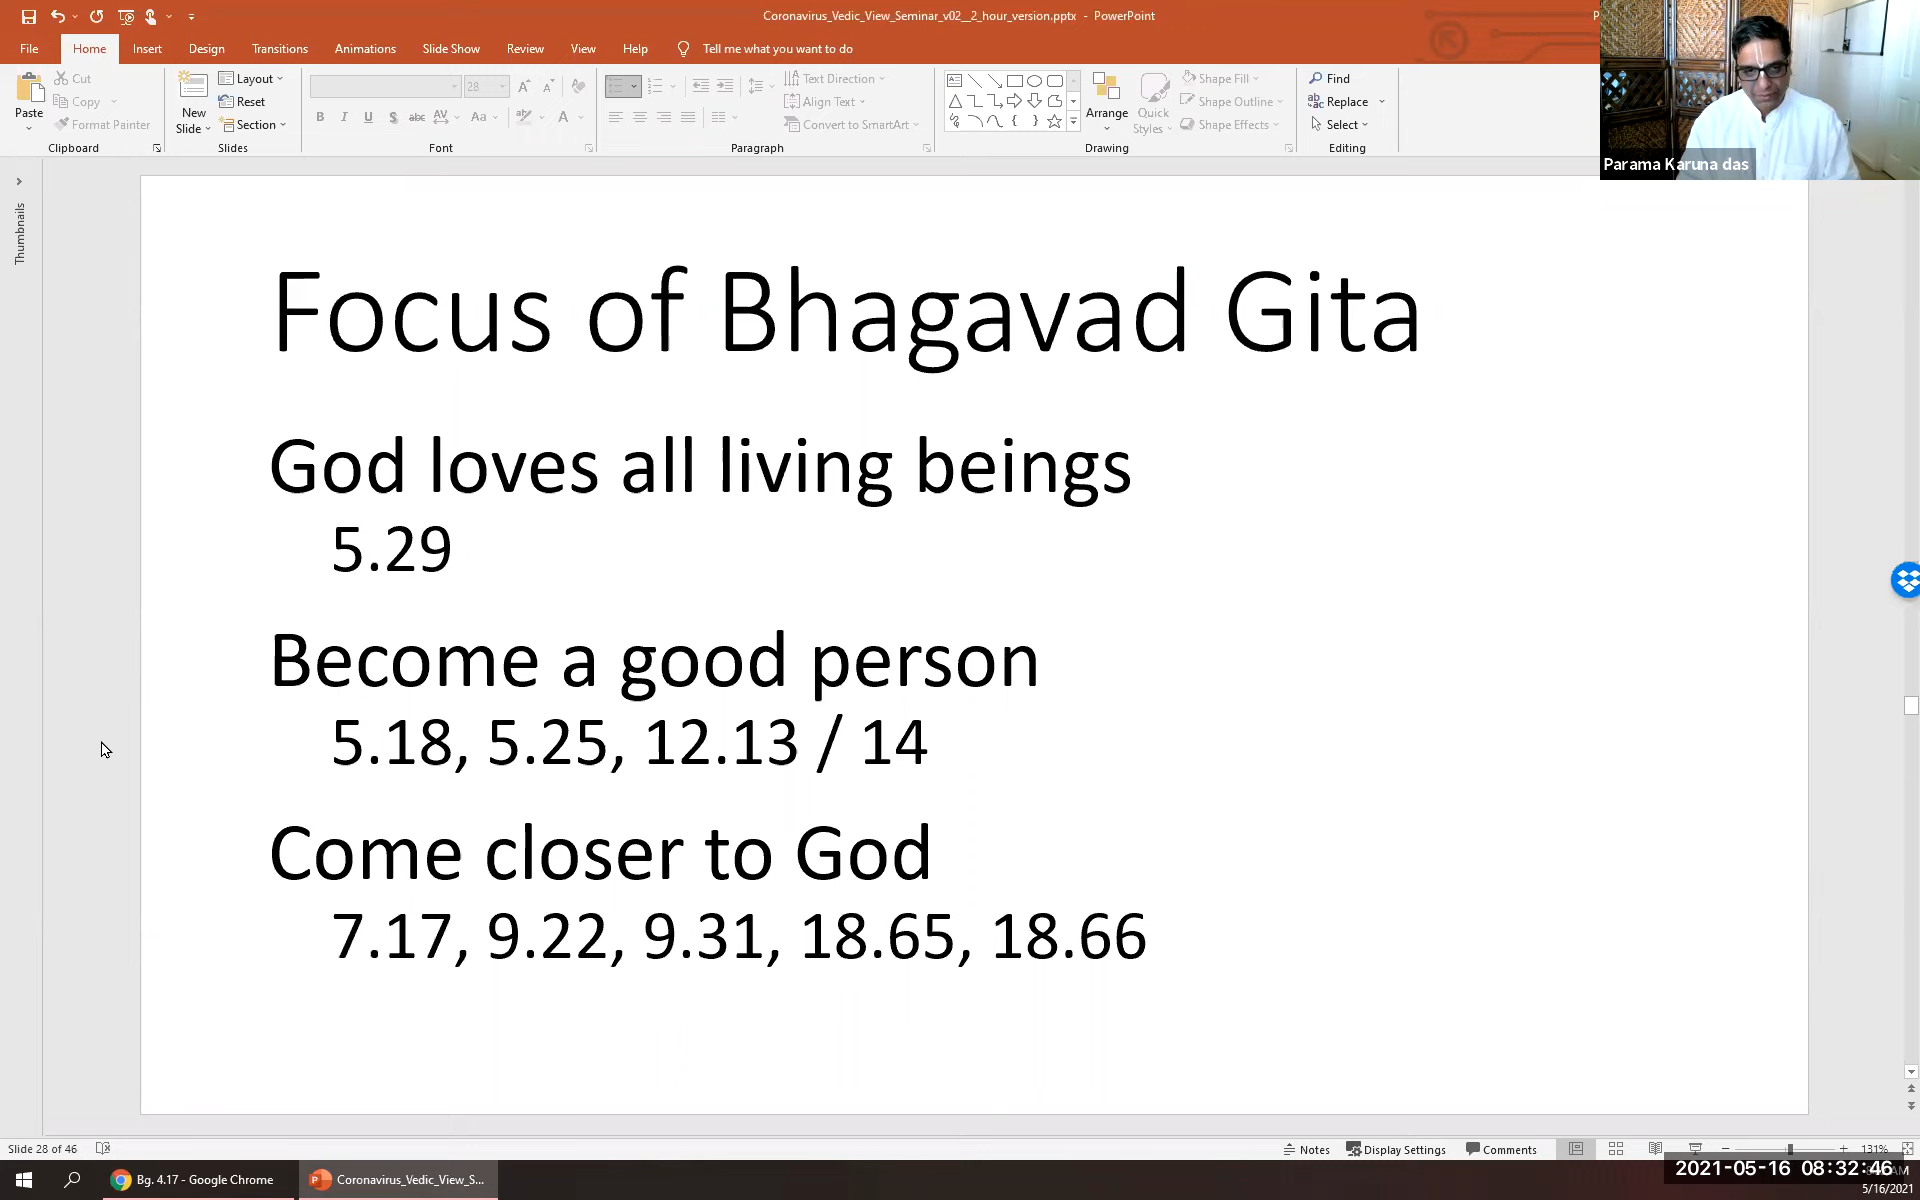 Coronavirus_Vedic_View_Seminar_v02__2_hour_version.pptx - PowerPoint
File Home Insert Design Transitions Animations Slide Show Review View Help Tell me what you want to do
Paste
Cut
Copy
Format Painter
Clipboard
New Slide
Layout
Reset
Section
Slides
28
B I U S abc AV Aa A
Font
Text Direction
Align Text
Convert to SmartArt
Paragraph
Arrange
Quick Styles
Shape Fill
Shape Outline
Shape Effects
Drawing
Find
Replace
Select
Editing
Parama Karuna das
Thumbnails
Focus of Bhagavad Gita
God loves all living beings
5.29
Become a good person
5.18, 5.25, 12.13 / 14
Come closer to God
7.17, 9.22, 9.31, 18.65, 18.66
Slide 28 of 46
Notes Display Settings Comments 131%
Bg. 4.17 - Google Chrome
Coronavirus_Vedic_View_S...
2021-05-16 08:32:46
5/16/2021